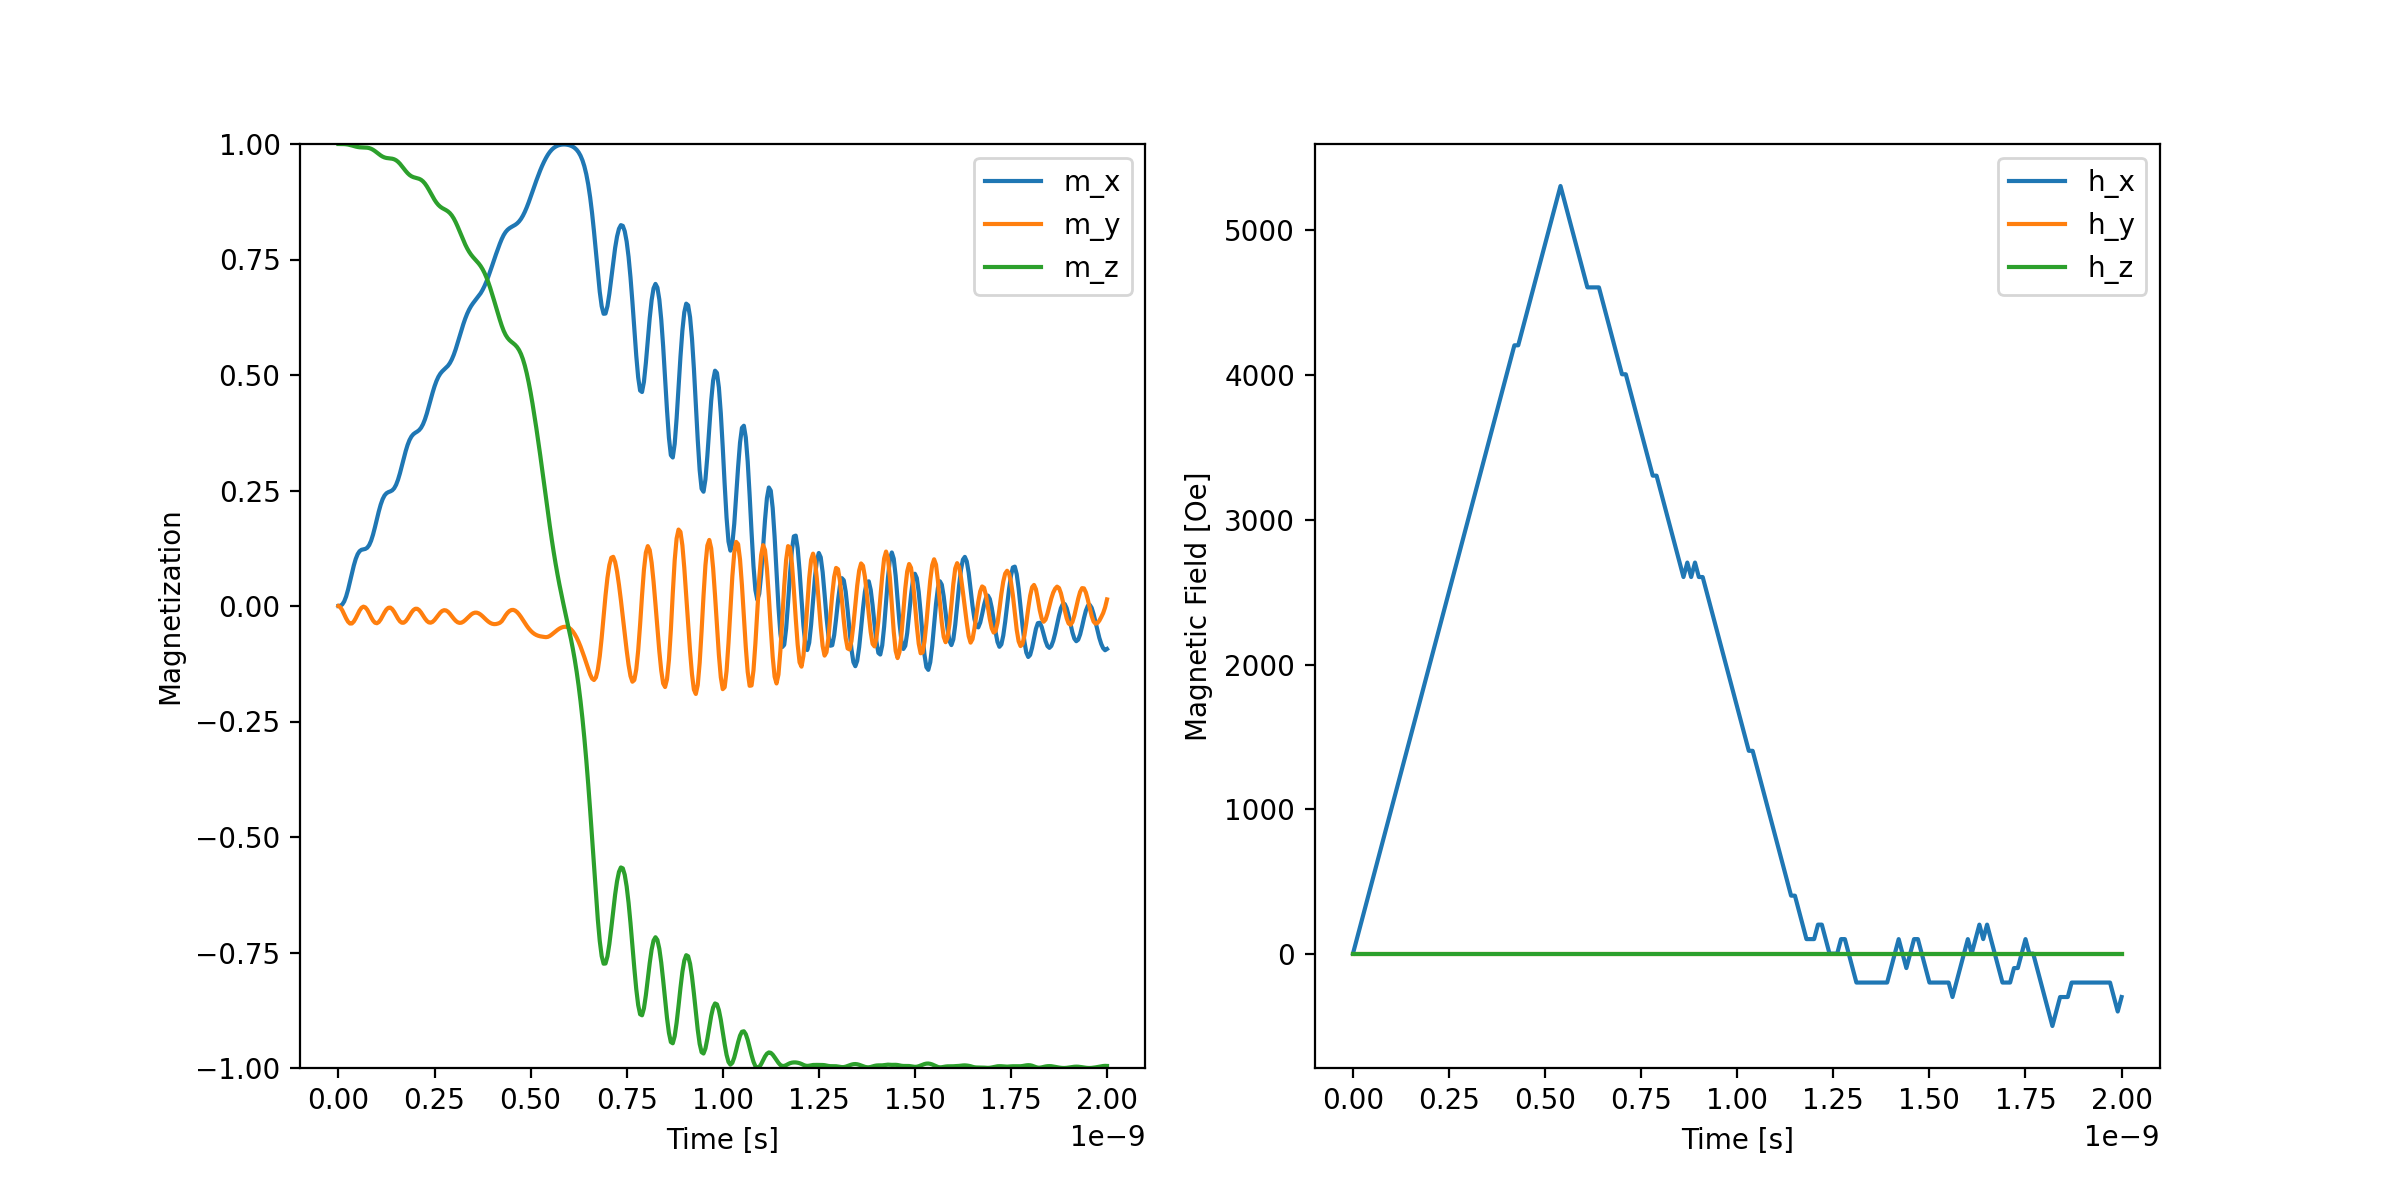 1.00
0.75
0.50
0.25
0.00
−0.25
−0.50
−0.75
−1.00
Magnetization
0.00 0.25 0.50 0.75 1.00 1.25 1.50 1.75 2.00
Time [s]
1e−9
m_x
m_y
m_z
5000
4000
3000
2000
1000
0
Magnetic Field [Oe]
0.00 0.25 0.50 0.75 1.00 1.25 1.50 1.75 2.00
Time [s]
1e−9
h_x
h_y
h_z